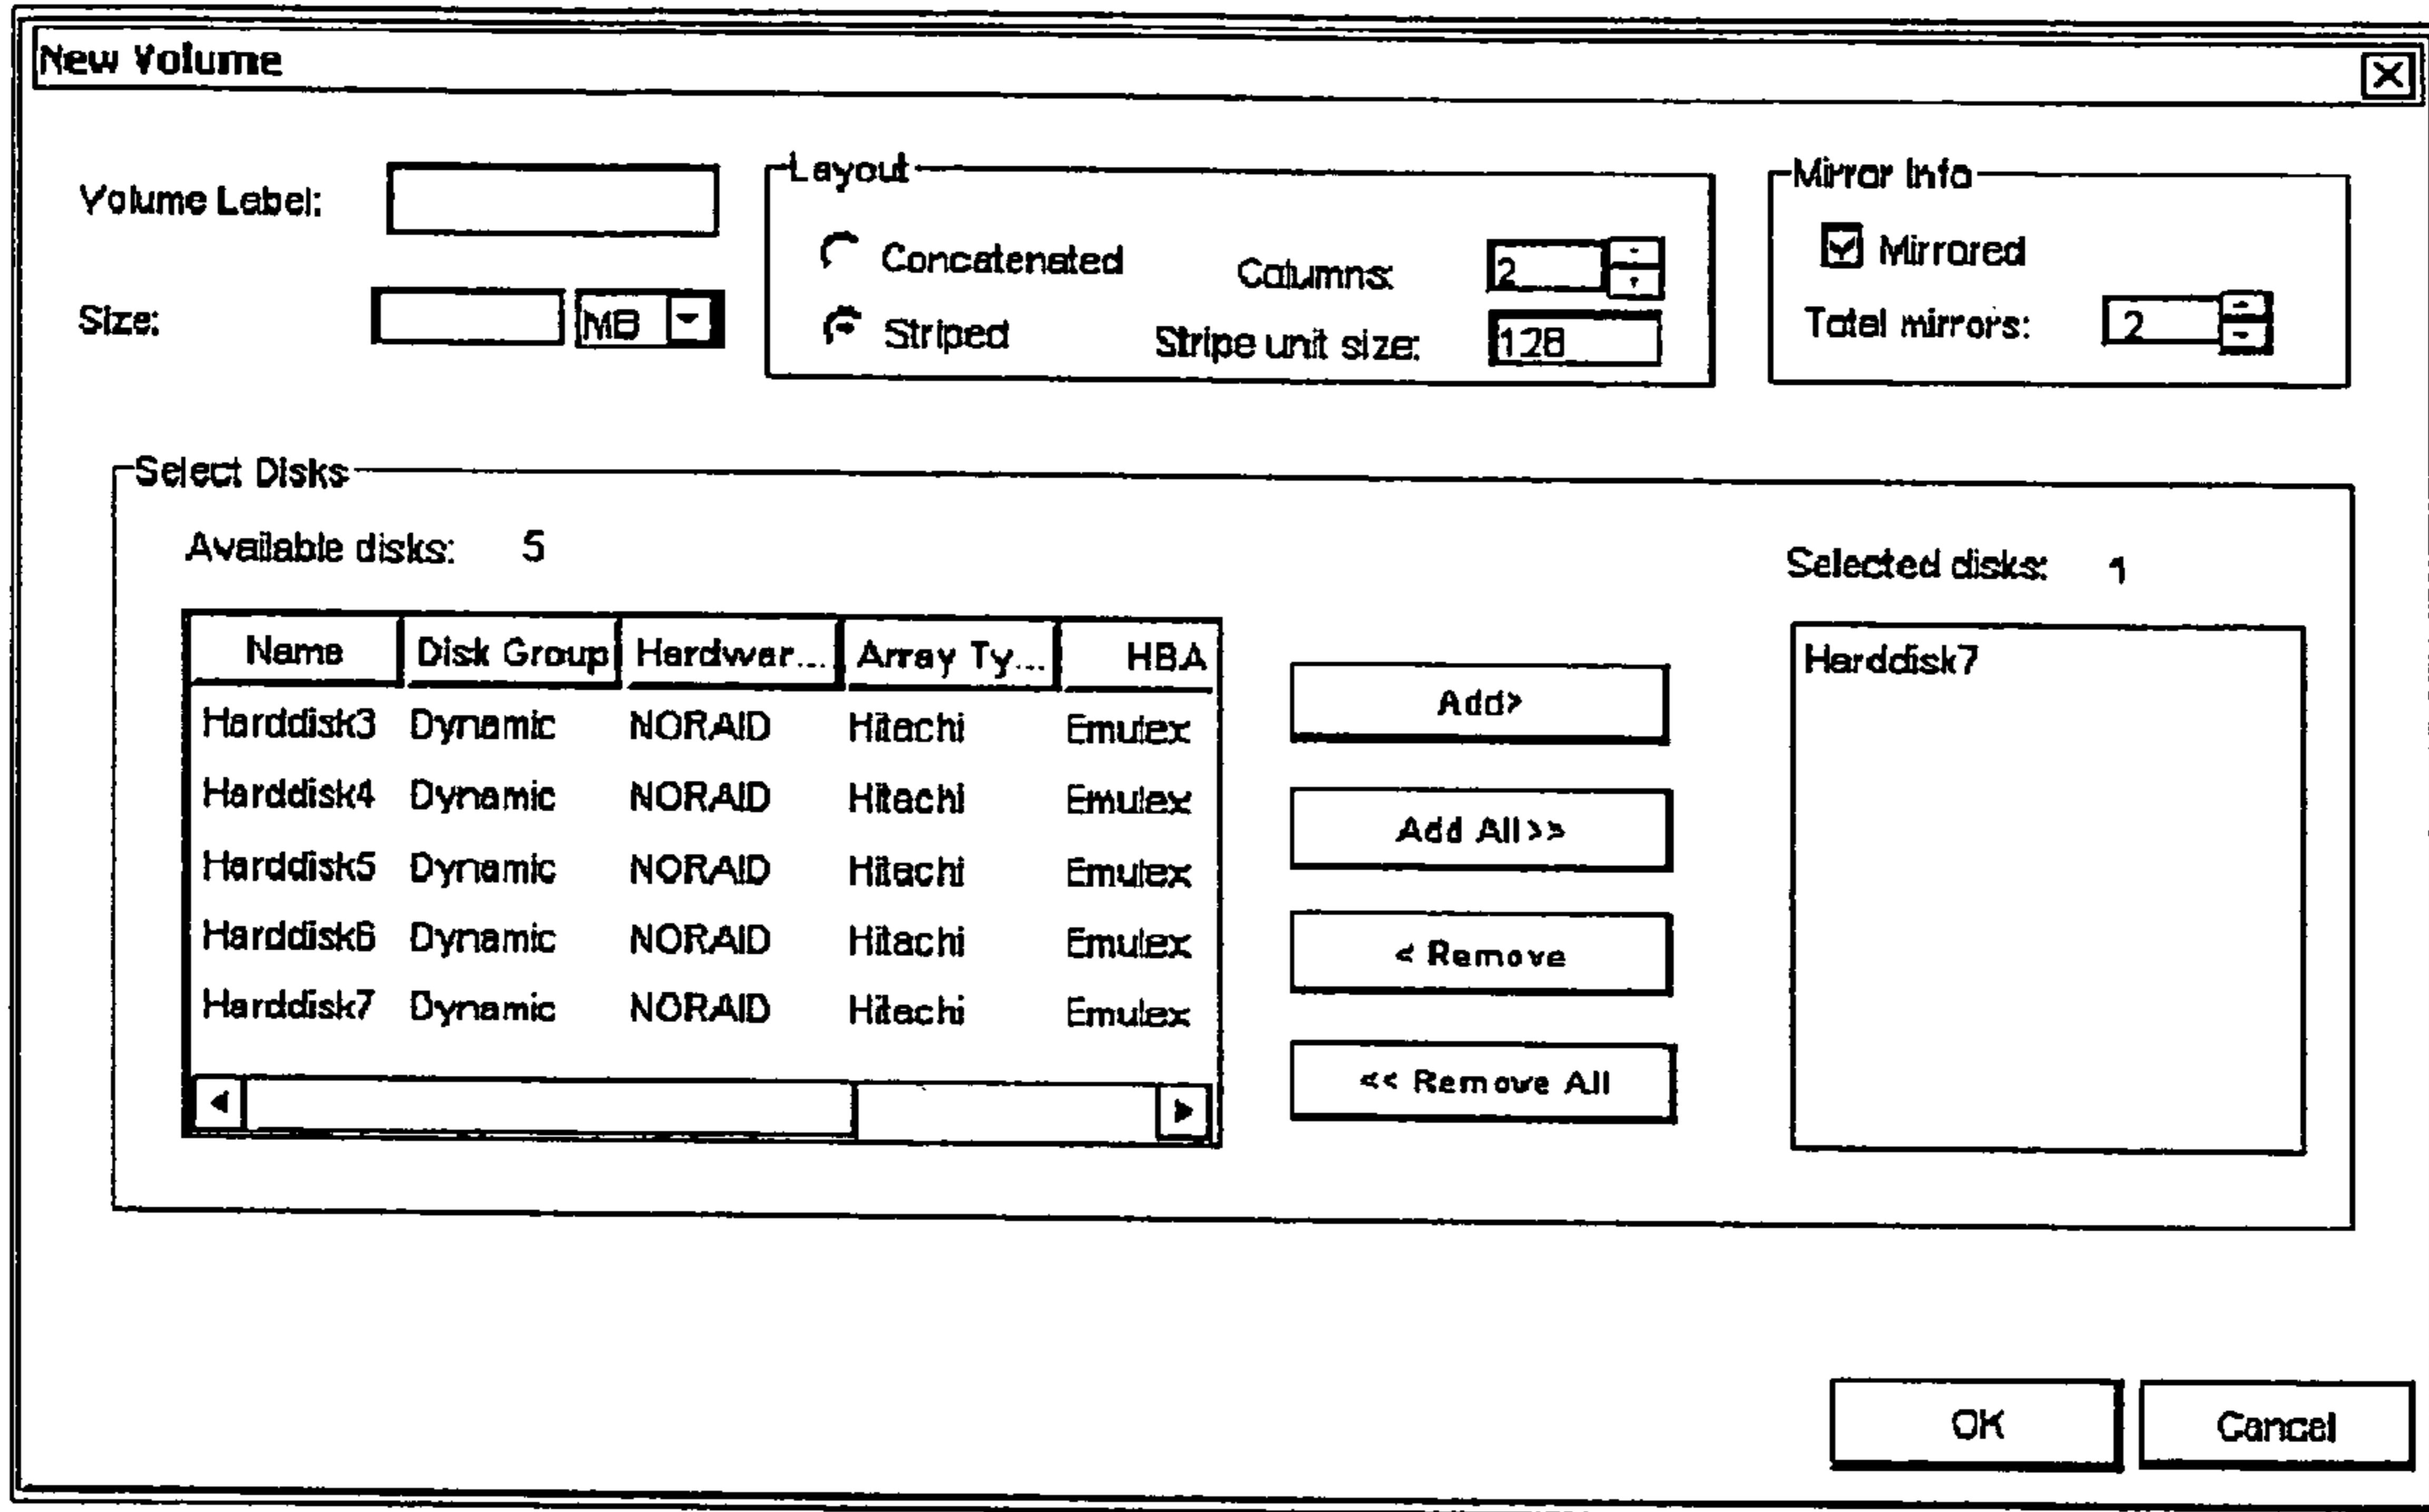 New Volume
Volume Label:
Size:
MB
Layout
Concatenated
Columns:
2
Striped
Stripe unit size:
128
Mirror Info
Mirrored
Total mirrors:
2
Select Disks
Available disks: 5
Name Disk Group Hardwar... Array Ty... HBA
Harddisk3 Dynamic NORAID Hitachi Emulex
Harddisk4 Dynamic NORAID Hitachi Emulex
Harddisk5 Dynamic NORAID Hitachi Emulex
Harddisk6 Dynamic NORAID Hitachi Emulex
Harddisk7 Dynamic NORAID Hitachi Emulex
Add>
Add All>>
< Remove
<< Remove All
Selected disks: 1
Harddisk7
OK
Cancel